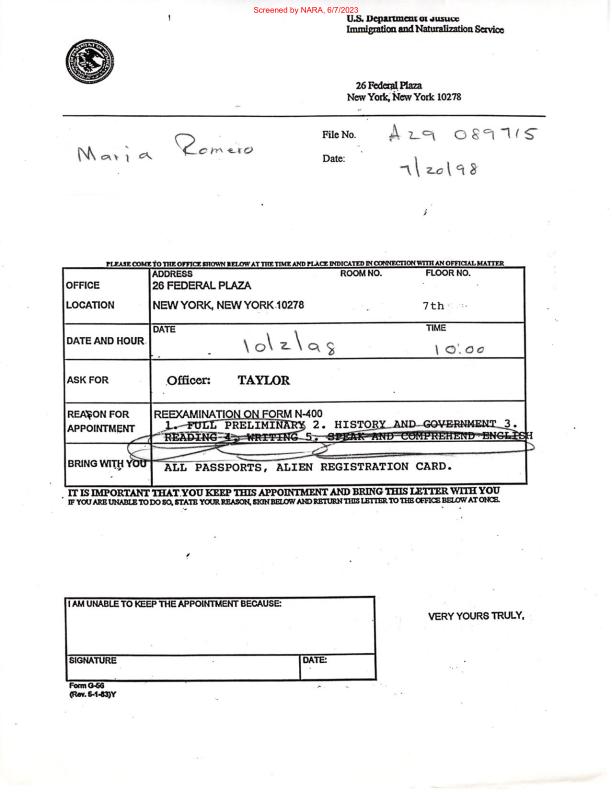 Screened by NARA, 6/7/2023
U.S. Department of Justice
Immigration and Naturalization Service
26 Federal Plaza
New York, New York 10278
Maria Romero
File No. A29 089715
Date: 7/20/98
PLEASE COME TO THE OFFICE SHOWN BELOW AT THE TIME AND PLACE INDICATED IN CONNECTION WITH AN OFFICIAL MATTER
OFFICE LOCATION
ADDRESS ROOM NO. FLOOR NO.
26 FEDERAL PLAZA
NEW YORK, NEW YORK 10278 7th
DATE AND HOUR
DATE TIME
10/2/98 10:00
ASK FOR Officer: TAYLOR
REASON FOR APPOINTMENT
REEXAMINATION ON FORM N-400
1. FULL PRELIMINARY 2. HISTORY AND GOVERNMENT 3.
READING 4. WRITING 5. SPEAK AND COMPREHEND ENGLISH
BRING WITH YOU ALL PASSPORTS, ALIEN REGISTRATION CARD.
IT IS IMPORTANT THAT YOU KEEP THIS APPOINTMENT AND BRING THIS LETTER WITH YOU
IF YOU ARE UNABLE TO DO SO, STATE YOUR REASON, SIGN BELOW AND RETURN THIS LETTER TO THE OFFICE BELOW AT ONCE.
I AM UNABLE TO KEEP THE APPOINTMENT BECAUSE:
VERY YOURS TRULY,
SIGNATURE DATE:
Form G-56
(Rev. 5-1-83)Y